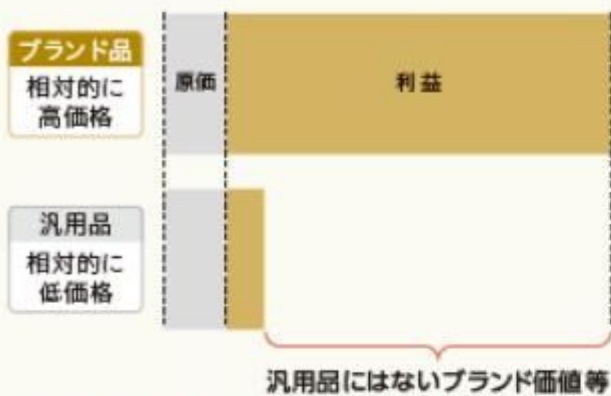 ブランド品
相対的に
高価格
原価
利益
汎用品
相対的に
低価格
汎用品にはないブランド価値等